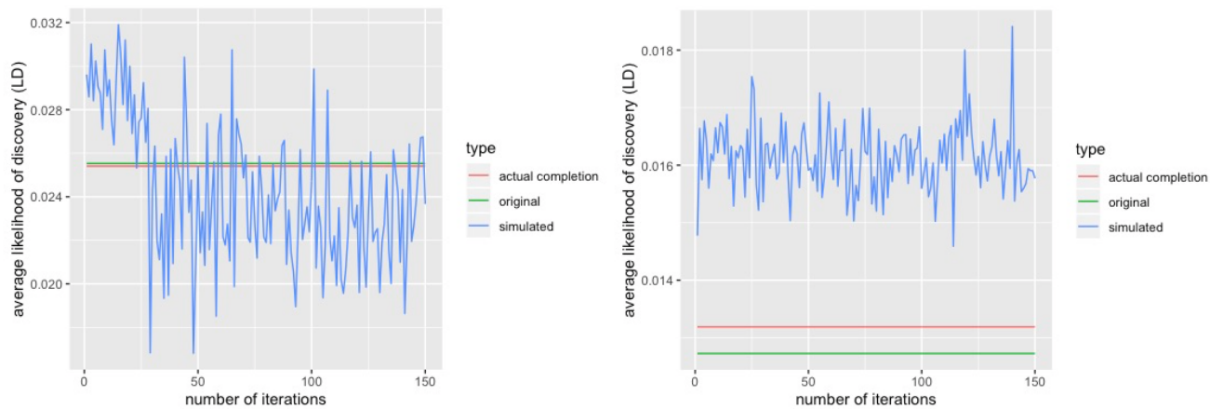 average likelihood of discovery (LD)
0.032
0.028
0.024
0.020
0
50
100
150
number of iterations
type
actual completion
original
simulated
average likelihood of discovery (LD)
0.018
0.016
0.014
0
50
100
150
number of iterations
type
actual completion
original
simulated